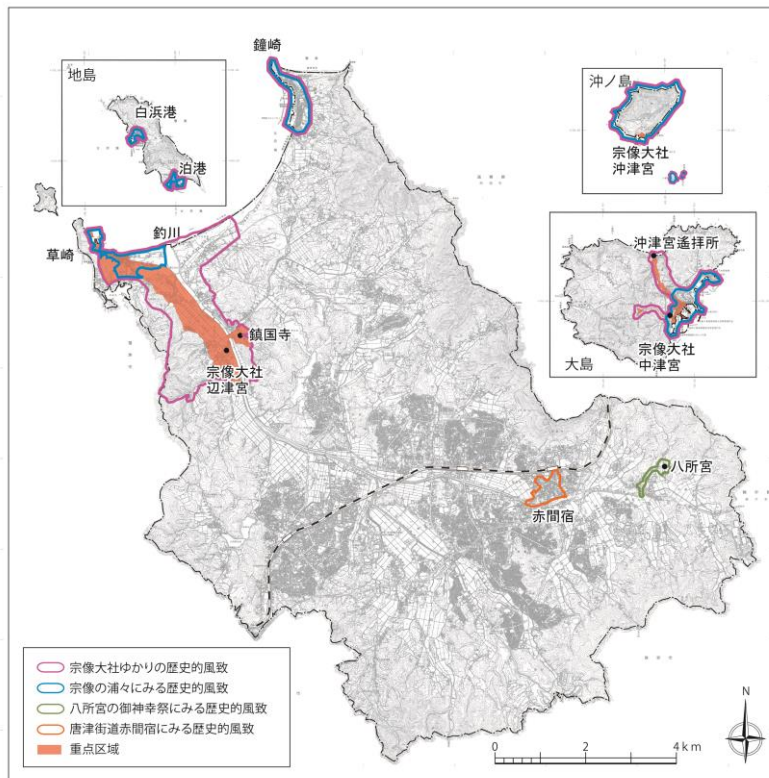 鐘崎
地島
白浜港
泊港
沖ノ島
宗像大社
沖津宮
草崎
釣川
沖津宮遙拝所
宗像大社
中津宮
大島
鎮国寺
宗像大社
辺津宮
八所宮
赤間宿
宗像大社ゆかりの歴史的風致
宗像の浦々にみる歴史的風致
八所宮の御神幸祭にみる歴史的風致
唐津街道赤間宿にみる歴史的風致
重点区域
N
0 2 4km